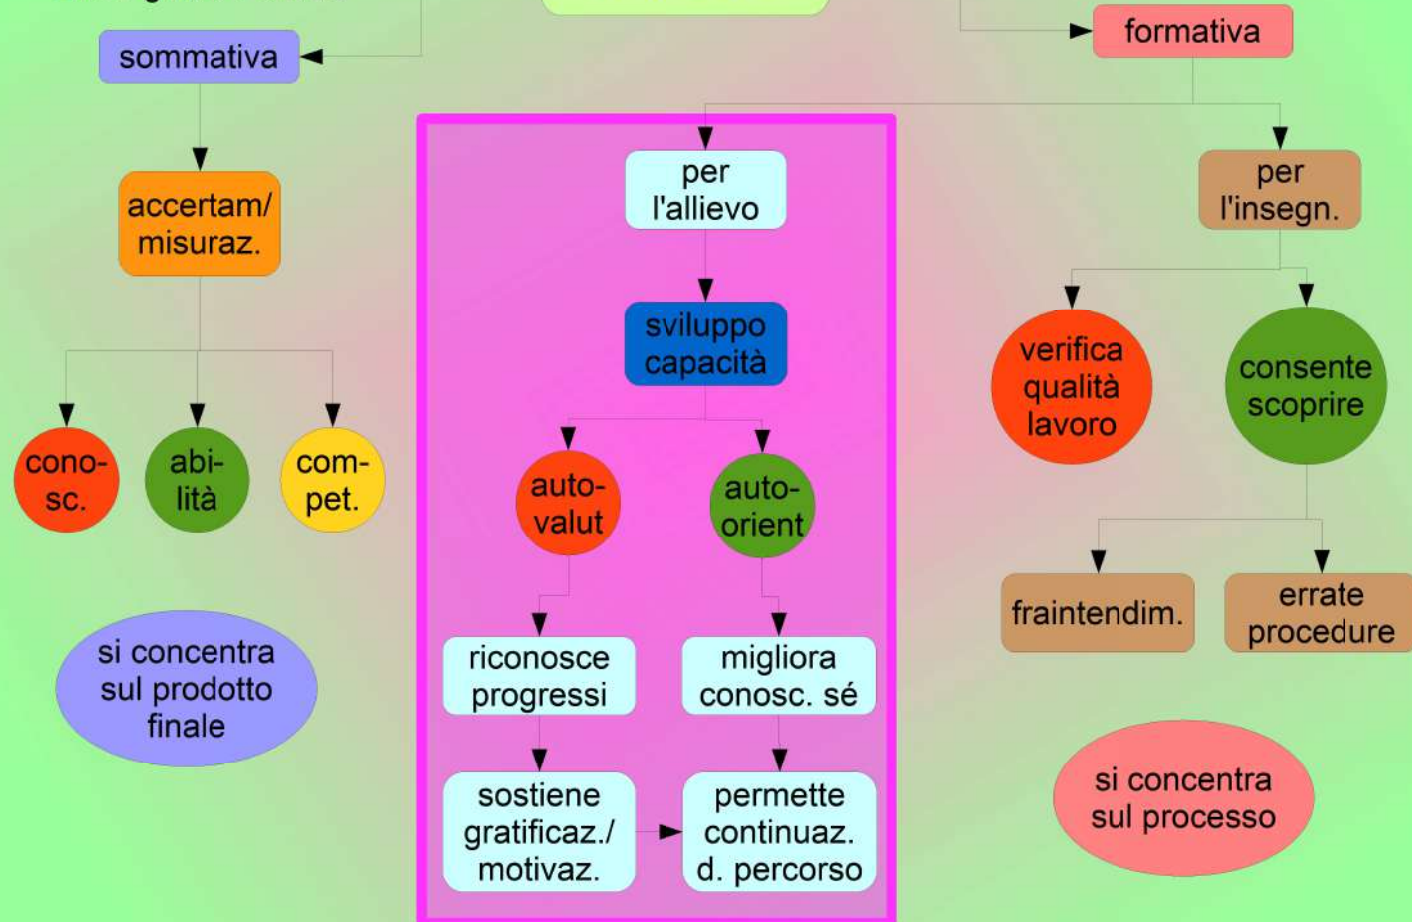 sommativa
formativa
per
l'allievo
per
l'insegn.
accertam/
misuraz.
sviluppo
capacità
verifica
qualità
lavoro
consente
scoprire
cono-
sc.
abi-
lità
com-
pet.
auto-
valut
auto-
orient
fraintendim.
errate
procedure
si concentra
sul prodotto
finale
riconosce
progressi
migliora
conosc. sé
si concentra
sul processo
sostiene
gratificaz./
motivaz.
permette
continuaz.
d. percorso